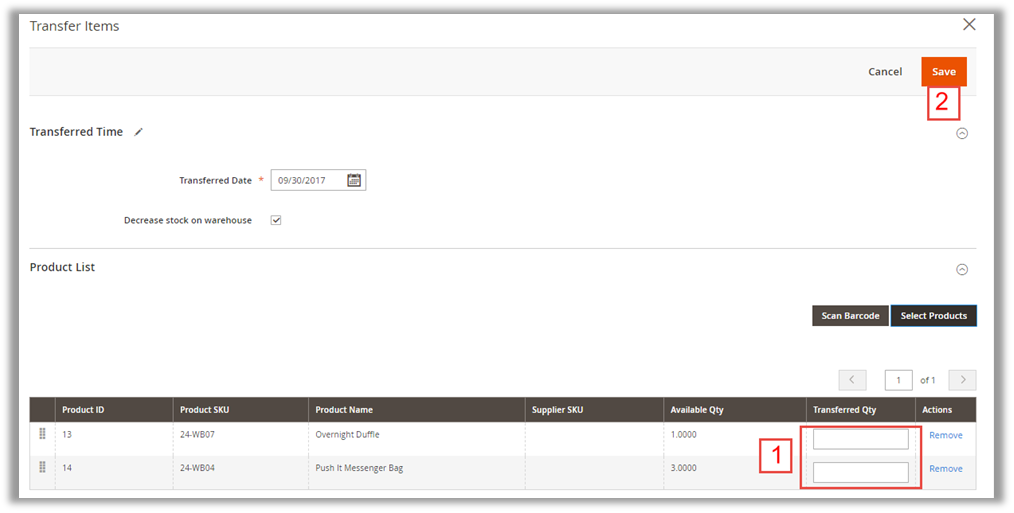 Transfer Items
Cancel Save
2
Transferred Time
Transferred Date * 09/30/2017
Decrease stock on warehouse
Product List
Scan Barcode Select Products
1 of 1
Product ID Product SKU Product Name Supplier SKU Available Qty Transferred Qty Actions
13 24-WB07 Overnight Duffle 1.0000 Remove
1
14 24-WB04 Push It Messenger Bag 3.0000 Remove